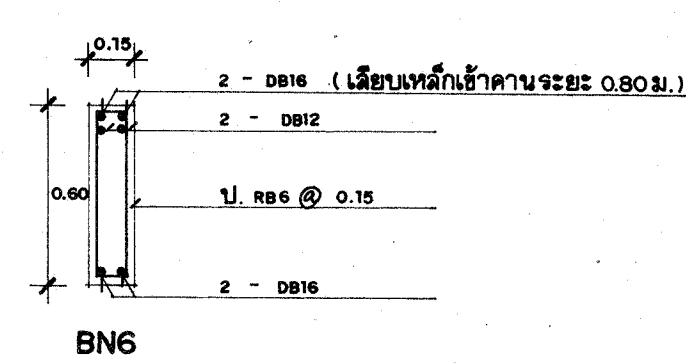 0.15
2 - DB16 (เสียบเหล็กเข้าคานระยะ 0.80ม.)
2 - DB12
0.60
ป. RB6 @ 0.15
2 - DB16
BN6